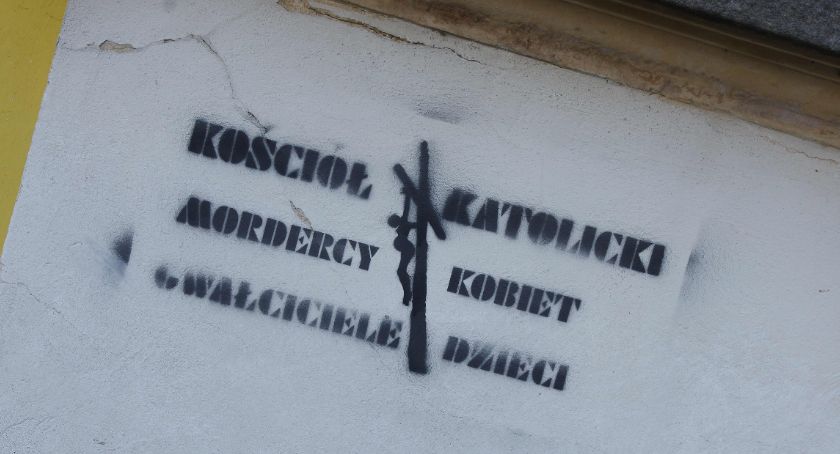 KOŚCIOŁ KATOLICKI
MORDERCY KOBIET
GWAŁCICIELE DZIECI